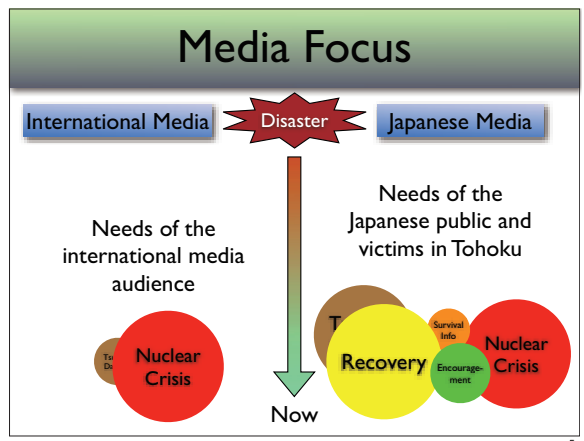 Media Focus
International Media
Disaster
Japanese Media
Needs of the
international media
audience
Needs of the
Japanese public and
victims in Tohoku
Nuclear
Crisis
Recovery
Survival
Info
Encourage-
ment
Nuclear
Crisis
Now